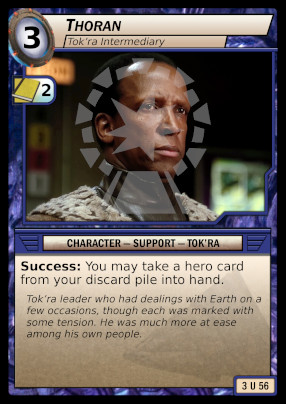 3
THORAN
Tok'ra Intermediary
2
CHARACTER – SUPPORT – TOK'RA
Success: You may take a hero card
from your discard pile into hand.
Tok'ra leader who had dealings with Earth on a
few occasions, though each was marked with
some tension. He was much more at ease
among his own people.
3 U 56